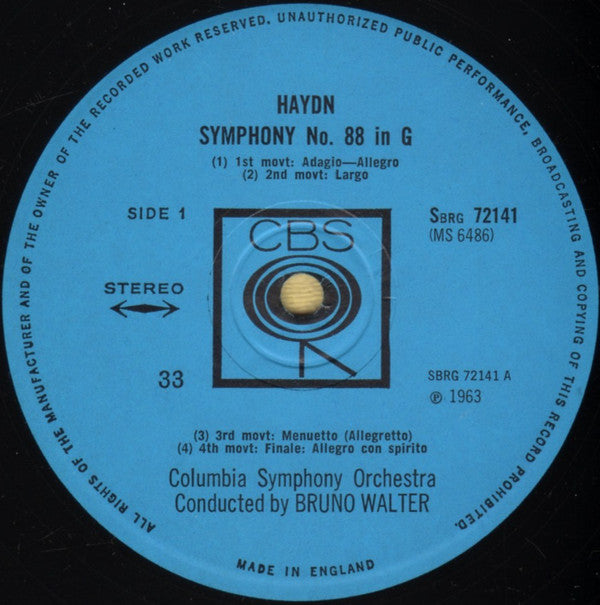 ALL RIGHTS OF THE MANUFACTURER AND OF THE OWNER OF THE RECORDED WORK RESERVED. UNAUTHORIZED PUBLIC PERFORMANCE, BROADCASTING AND COPYING OF THIS RECORD PROHIBITED.
HAYDN
SYMPHONY No. 88 in G
(1) 1st movt: Adagio—Allegro
(2) 2nd movt: Largo
SIDE 1
SBRG 72141
(MS 6486)
CBS
STEREO
33
SBRG 72141 A
℗ 1963
(3) 3rd movt: Menuetto (Allegretto)
(4) 4th movt: Finale: Allegro con spirito
Columbia Symphony Orchestra
Conducted by BRUNO WALTER
MADE IN ENGLAND